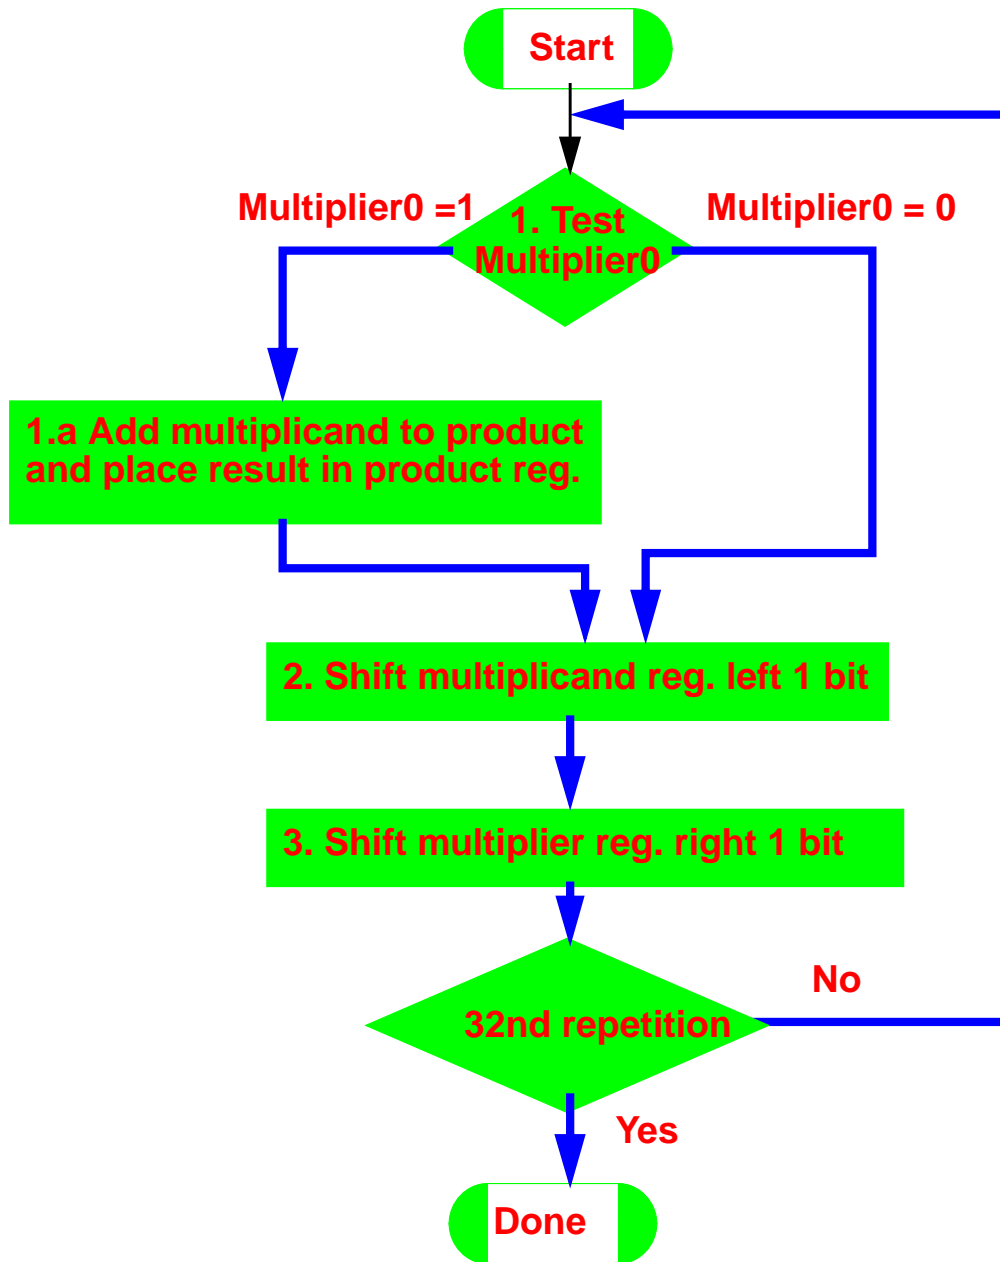 Start
Multiplier0 =1
1. Test
Multiplier0
Multiplier0 = 0
1.a Add multiplicand to product
and place result in product reg.
2. Shift multiplicand reg. left 1 bit
3. Shift multiplier reg. right 1 bit
32nd repetition
No
Yes
Done